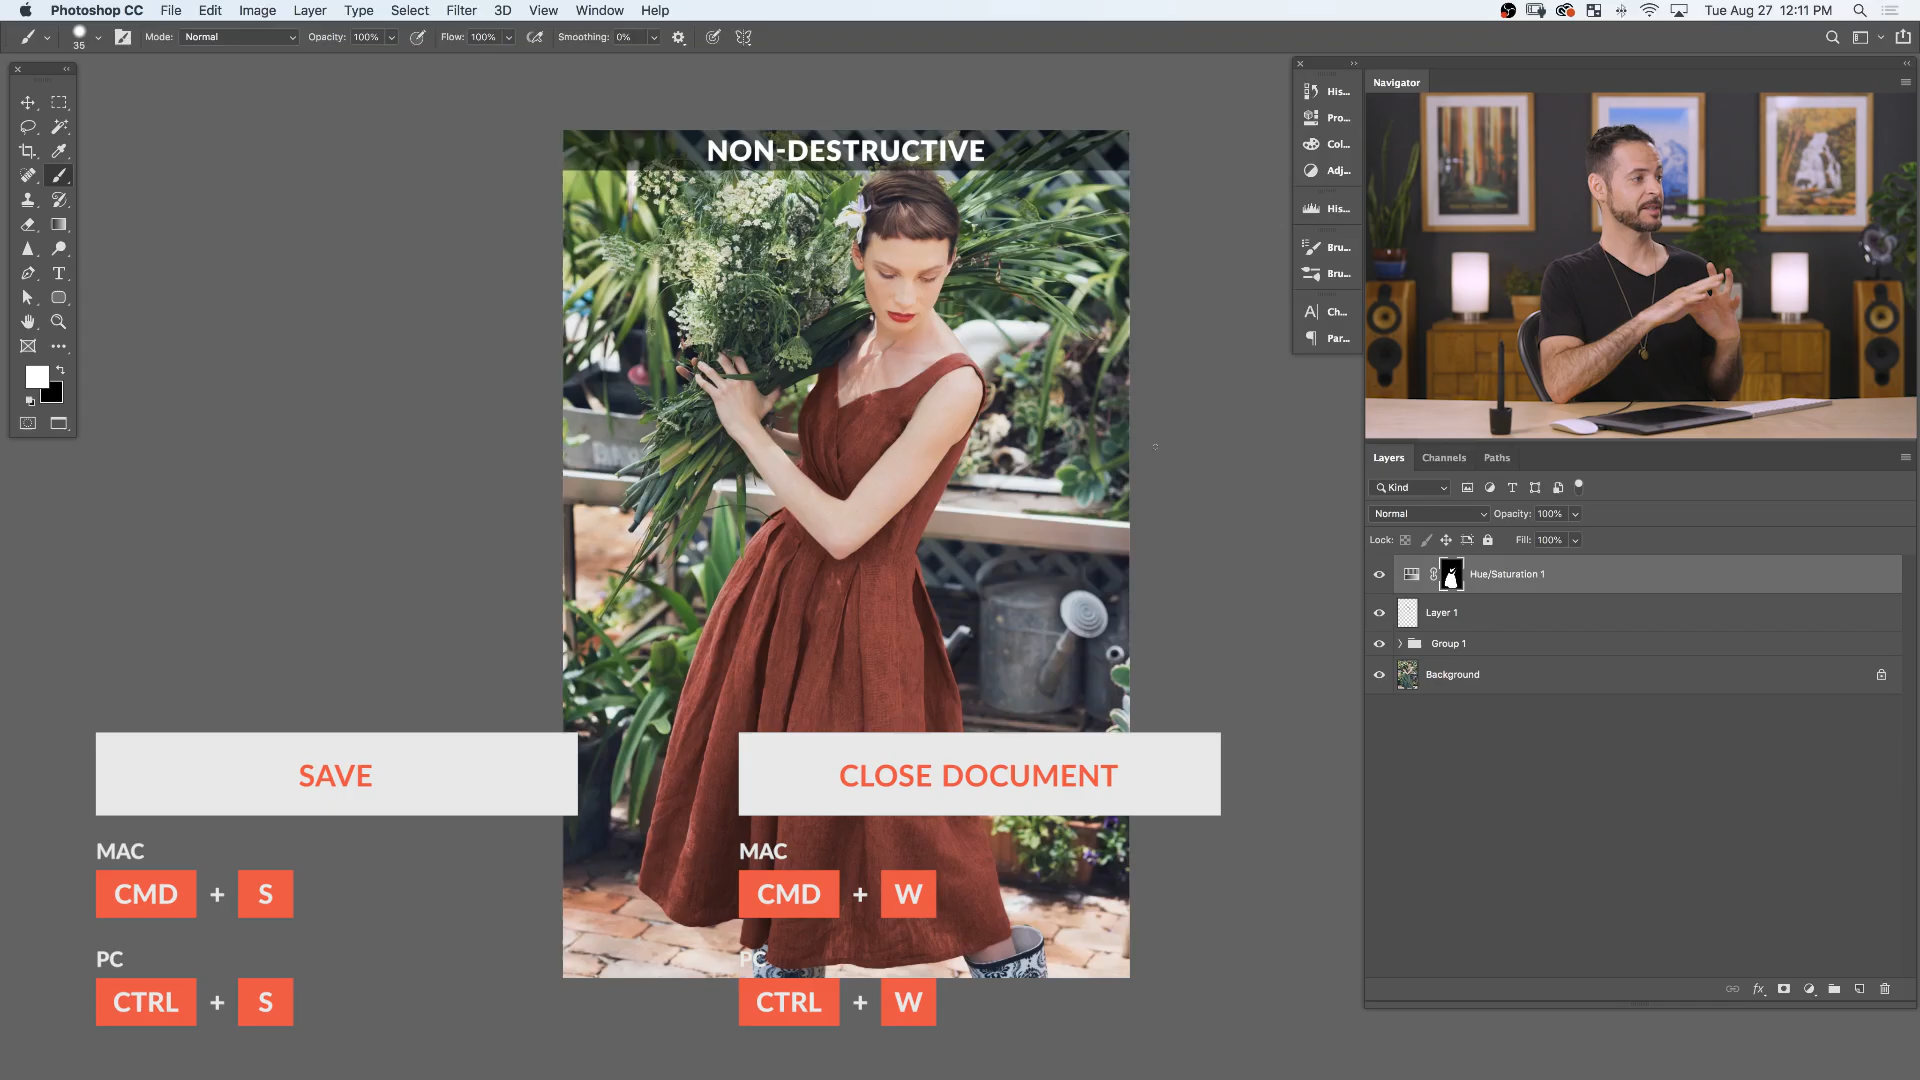 Photoshop CC File Edit Image Layer Type Select Filter 3D View Window Help Tue Aug 27 12:11 PM
35 Mode: Normal Opacity: 100% Flow: 100% Smoothing: 0%
Navigator
His...
Pro...
Col...
Adj...
His...
Bru...
Bru...
A| Ch...
Par...
NON-DESTRUCTIVE
Layers Channels Paths
Kind
Normal Opacity: 100%
Lock: Fill: 100%
Hue/Saturation 1
Layer 1
Group 1
Background
fx
SAVE
MAC
CMD + S
PC
CTRL + S
CLOSE DOCUMENT
MAC
CMD + W
PC
CTRL + W